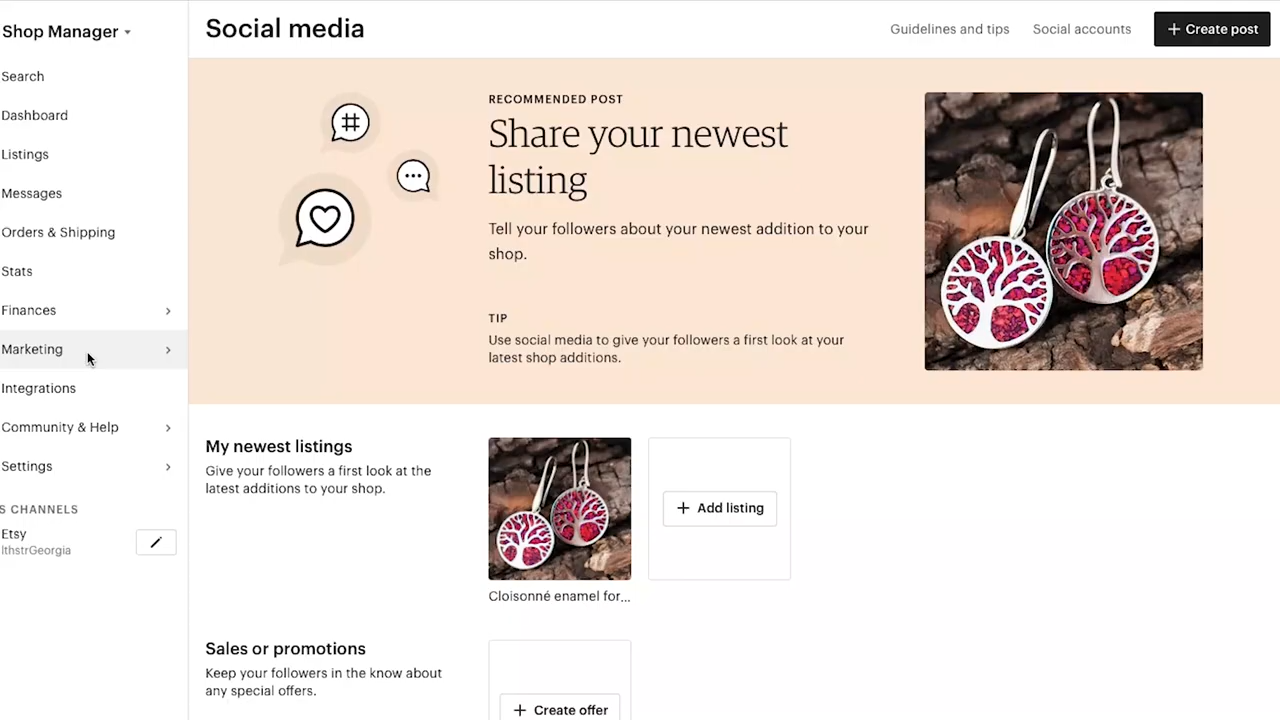 Shop Manager
Search
Dashboard
Listings
Messages
Orders & Shipping
Stats
Finances
Marketing
Integrations
Community & Help
Settings
S CHANNELS
Etsy
lthstrGeorgia
Social media
Guidelines and tips
Social accounts
+ Create post
RECOMMENDED POST
Share your newest
listing
Tell your followers about your newest addition to your
shop.
TIP
Use social media to give your followers a first look at your
latest shop additions.
My newest listings
Give your followers a first look at the
latest additions to your shop.
+ Add listing
Cloisonné enamel for...
Sales or promotions
Keep your followers in the know about
any special offers.
+ Create offer